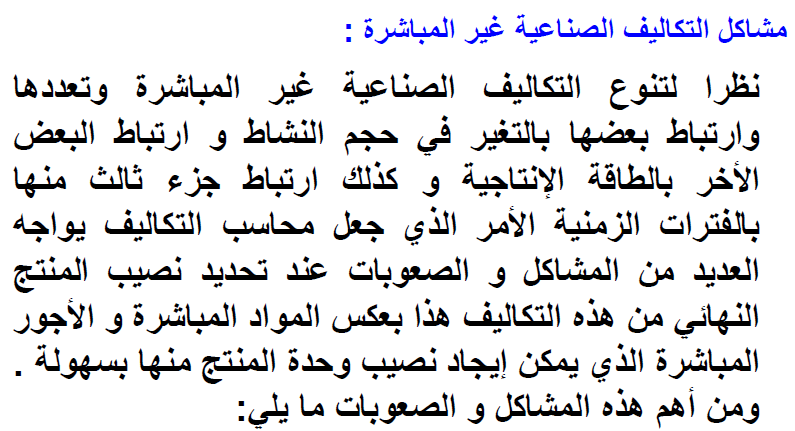 مشاكل التكاليف الصناعية غير المباشرة :
نظرا لتنوع التكاليف الصناعية غير المباشرة وتعددها
وارتباط بعضها بالتغير في حجم النشاط و ارتباط البعض
الأخر بالطاقة الإنتاجية و كذلك ارتباط جزء ثالث منها
بالفترات الزمنية الأمر الذي جعل محاسب التكاليف يواجه
العديد من المشاكل و الصعوبات عند تحديد نصيب المنتج
النهائي من هذه التكاليف هذا بعكس المواد المباشرة و الأجور
المباشرة الذي يمكن إيجاد نصيب وحدة المنتج منها بسهولة .
ومن أهم هذه المشاكل و الصعوبات ما يلي: